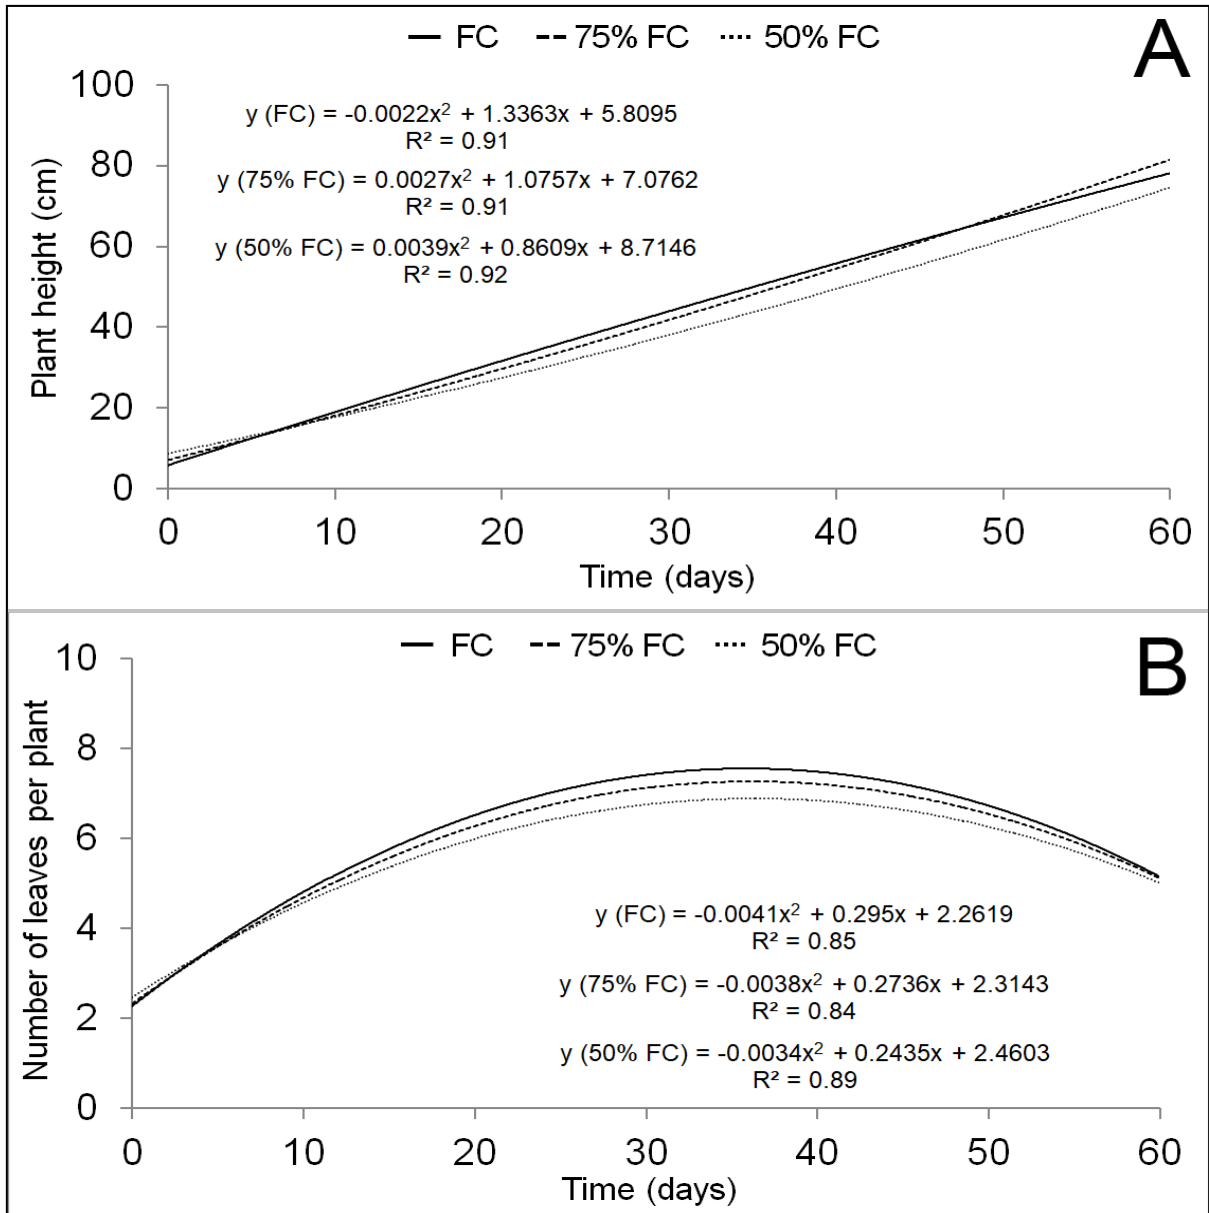 FC 75% FC 50% FC
A
y (FC) = -0.0022x² + 1.3363x + 5.8095
R² = 0.91
y (75% FC) = 0.0027x² + 1.0757x + 7.0762
R² = 0.91
y (50% FC) = 0.0039x² + 0.8609x + 8.7146
R² = 0.92
Plant height (cm)
100
80
60
40
20
0
0 10 20 30 40 50 60
Time (days)
FC 75% FC 50% FC
B
Number of leaves per plant
10
8
6
4
2
0
y (FC) = -0.0041x² + 0.295x + 2.2619
R² = 0.85
y (75% FC) = -0.0038x² + 0.2736x + 2.3143
R² = 0.84
y (50% FC) = -0.0034x² + 0.2435x + 2.4603
R² = 0.89
0 10 20 30 40 50 60
Time (days)